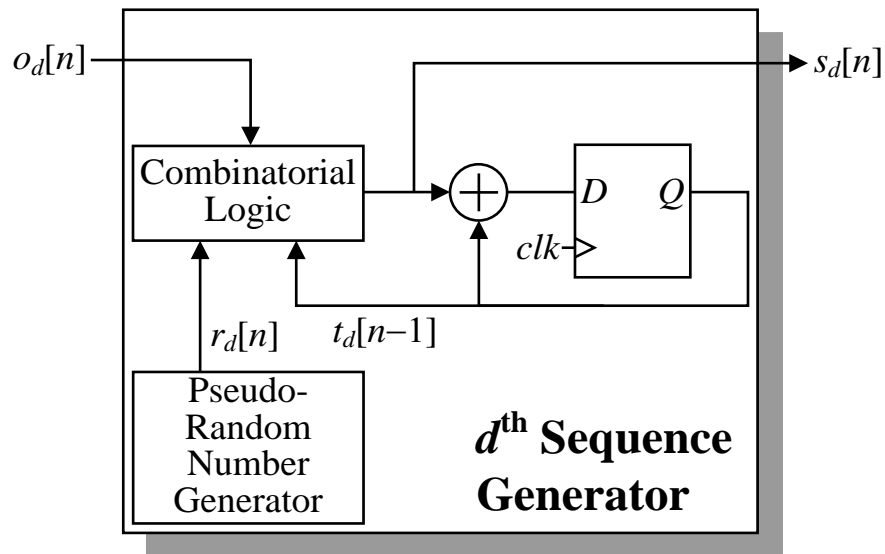 o_d[n]
s_d[n]
Combinatorial
Logic
+
D
Q
clk
t_d[n−1]
r_d[n]
Pseudo-
Random
Number
Generator
d^th Sequence
Generator